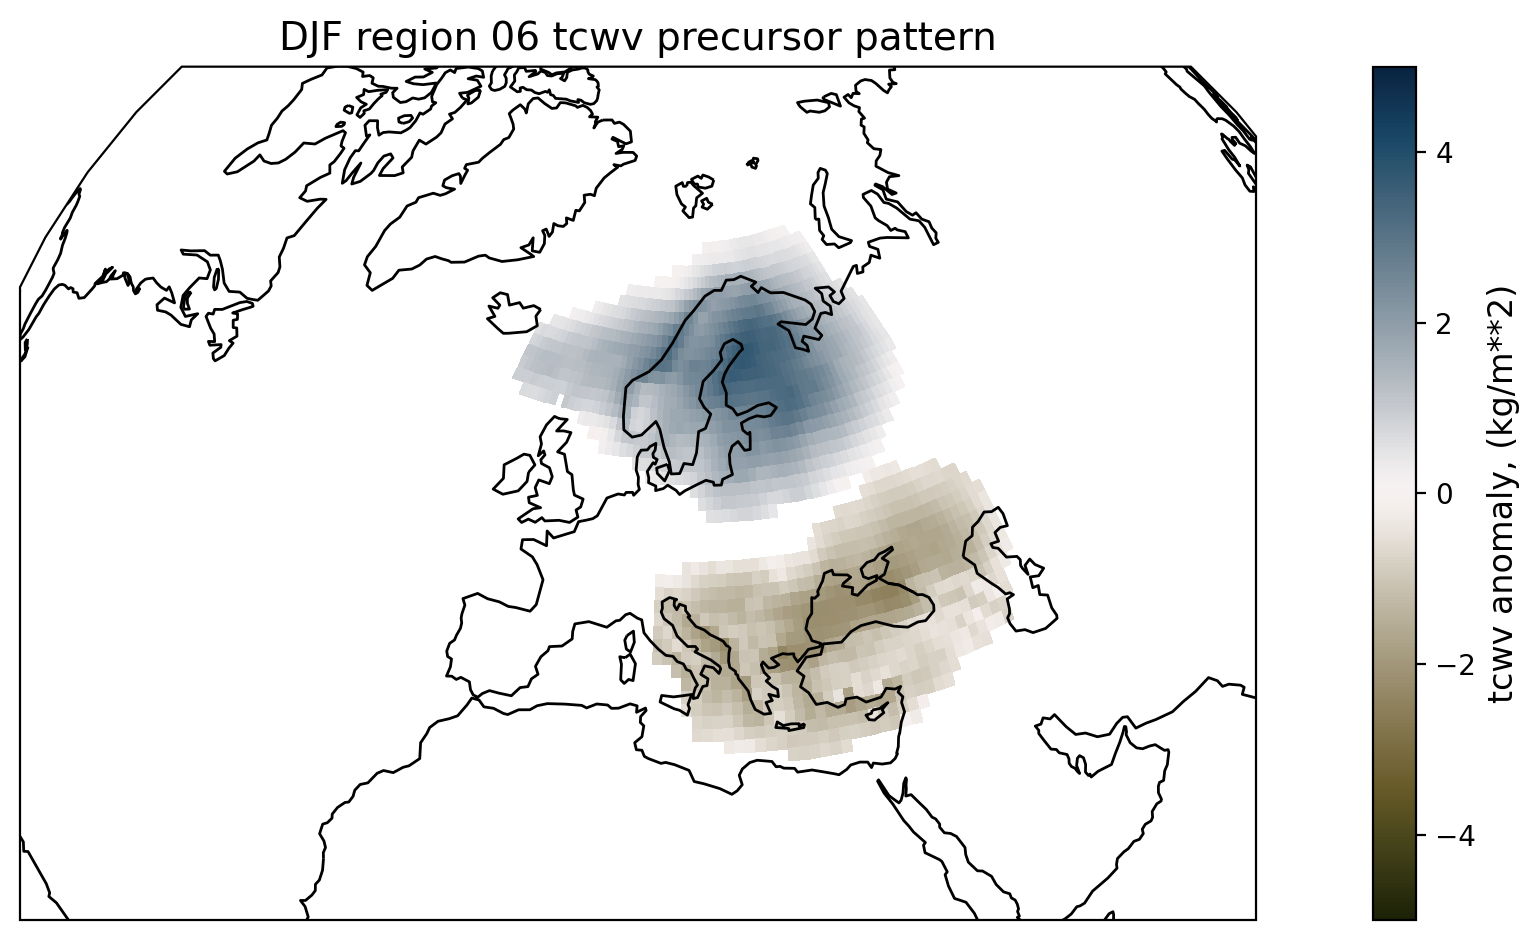 DJF region 06 tcwv precursor pattern
4
2
0
−2
−4
tcwv anomaly, (kg/m**2)